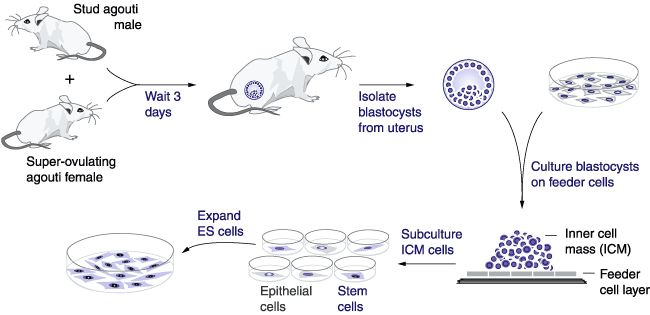 Stud agouti
male
+
Super-ovulating
agouti female
Wait 3
days
Isolate
blastocysts
from uterus
Culture blastocysts
on feeder cells
Inner cell
mass (ICM)
Feeder
cell layer
Subculture
ICM cells
Epithelial
cells
Stem
cells
Expand
ES cells